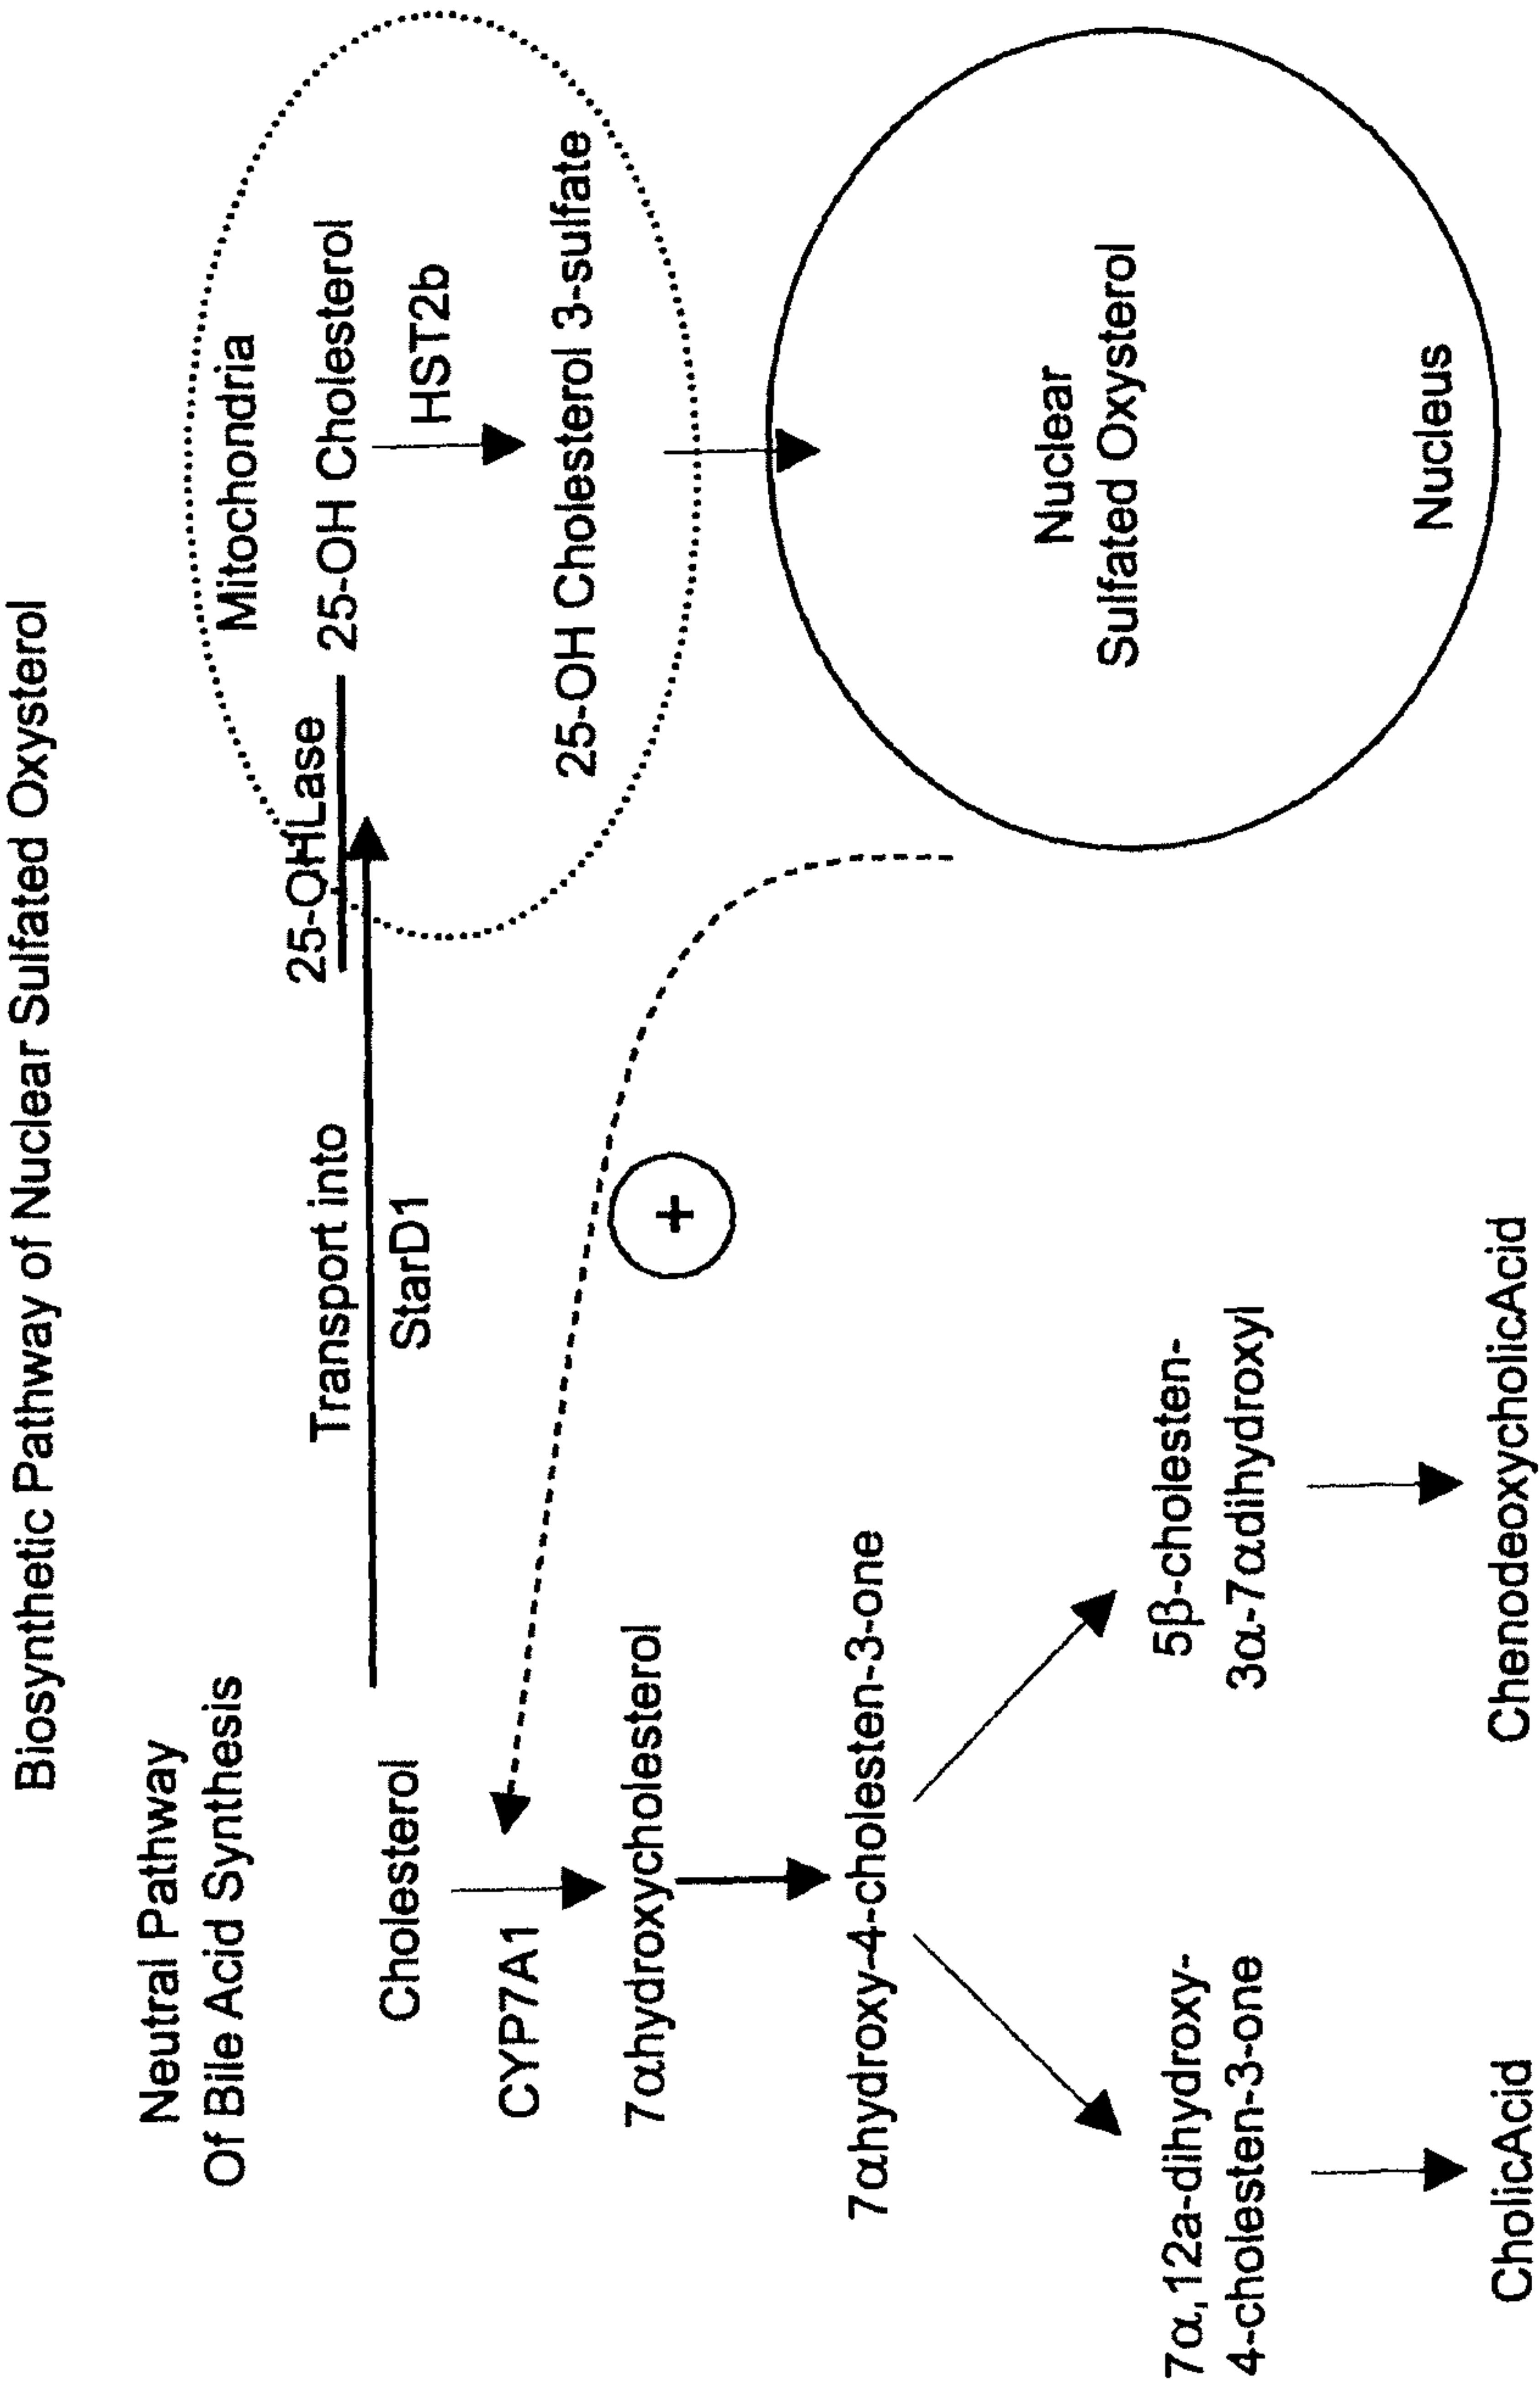 Biosynthetic Pathway of Nuclear Sulfated Oxysterol
Neutral Pathway
Of Bile Acid Synthesis
Cholesterol
Transport into
StarD1
25-OHLase
Mitochondria
25-OH Cholesterol
HST2b
25-OH Cholesterol 3-sulfate
CYP7A1
7αhydroxycholesterol
+
7αhydroxy-4-cholesten-3-one
7α,12a-dihydroxy-
4-cholesten-3-one
CholicAcid
5β-cholesten-
3α-7αdihydroxyl
ChenodeoxycholicAcid
Nuclear
Sulfated Oxysterol
Nucleus